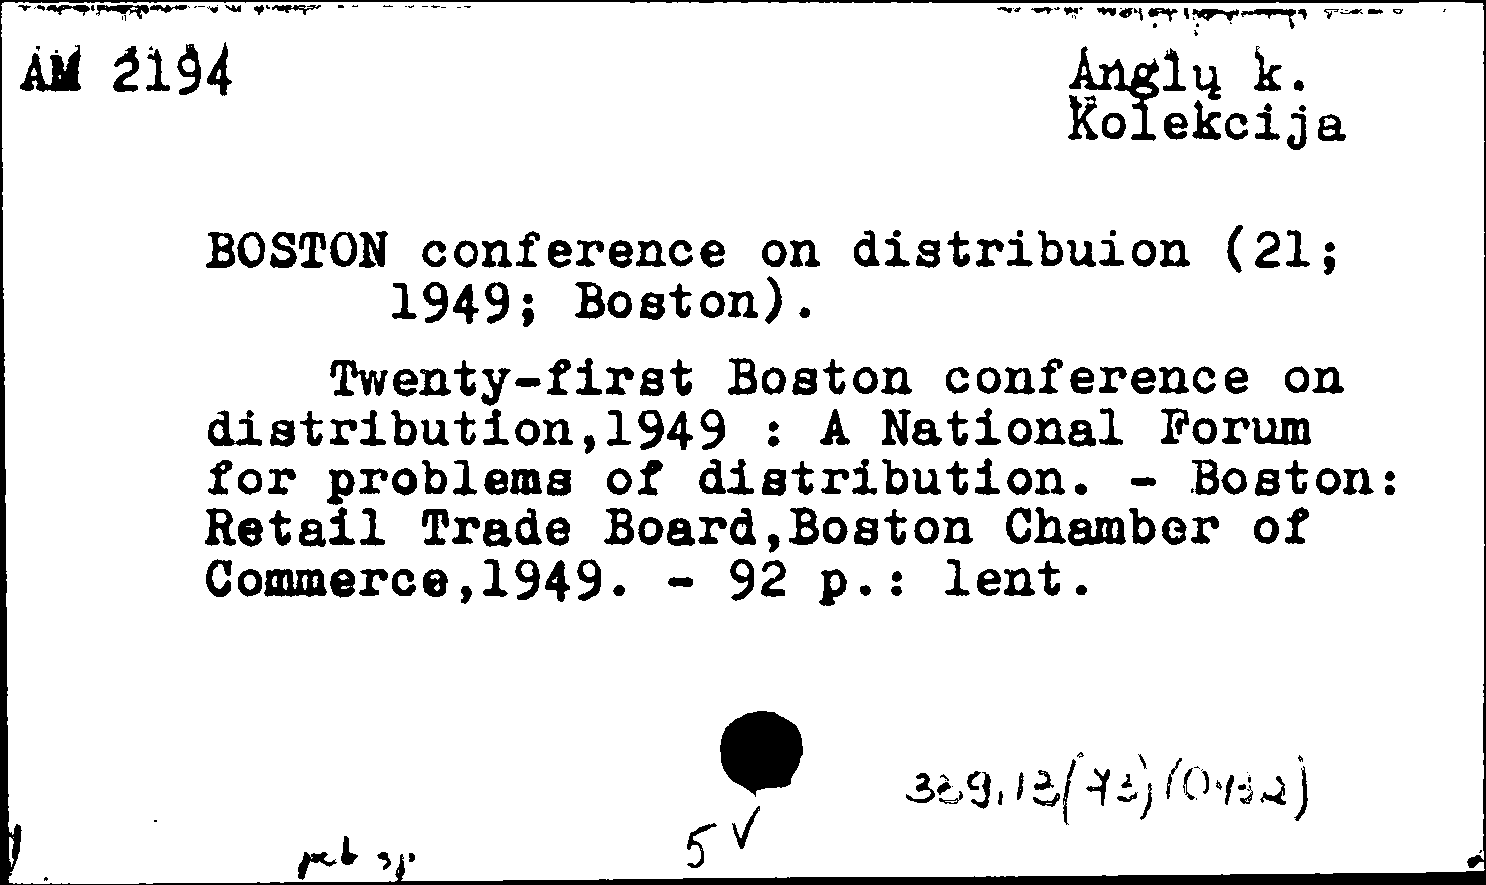 AM 2194
Anglų k.
Kolekcija
BOSTON conference on distribuion (21;
1949; Boston).
Twenty-first Boston conference on
distribution,1949 : A National Forum
for problems of distribution. - Boston:
Retail Trade Board,Boston Chamber of
Commerce,1949. - 92 p.: lent.
5 V